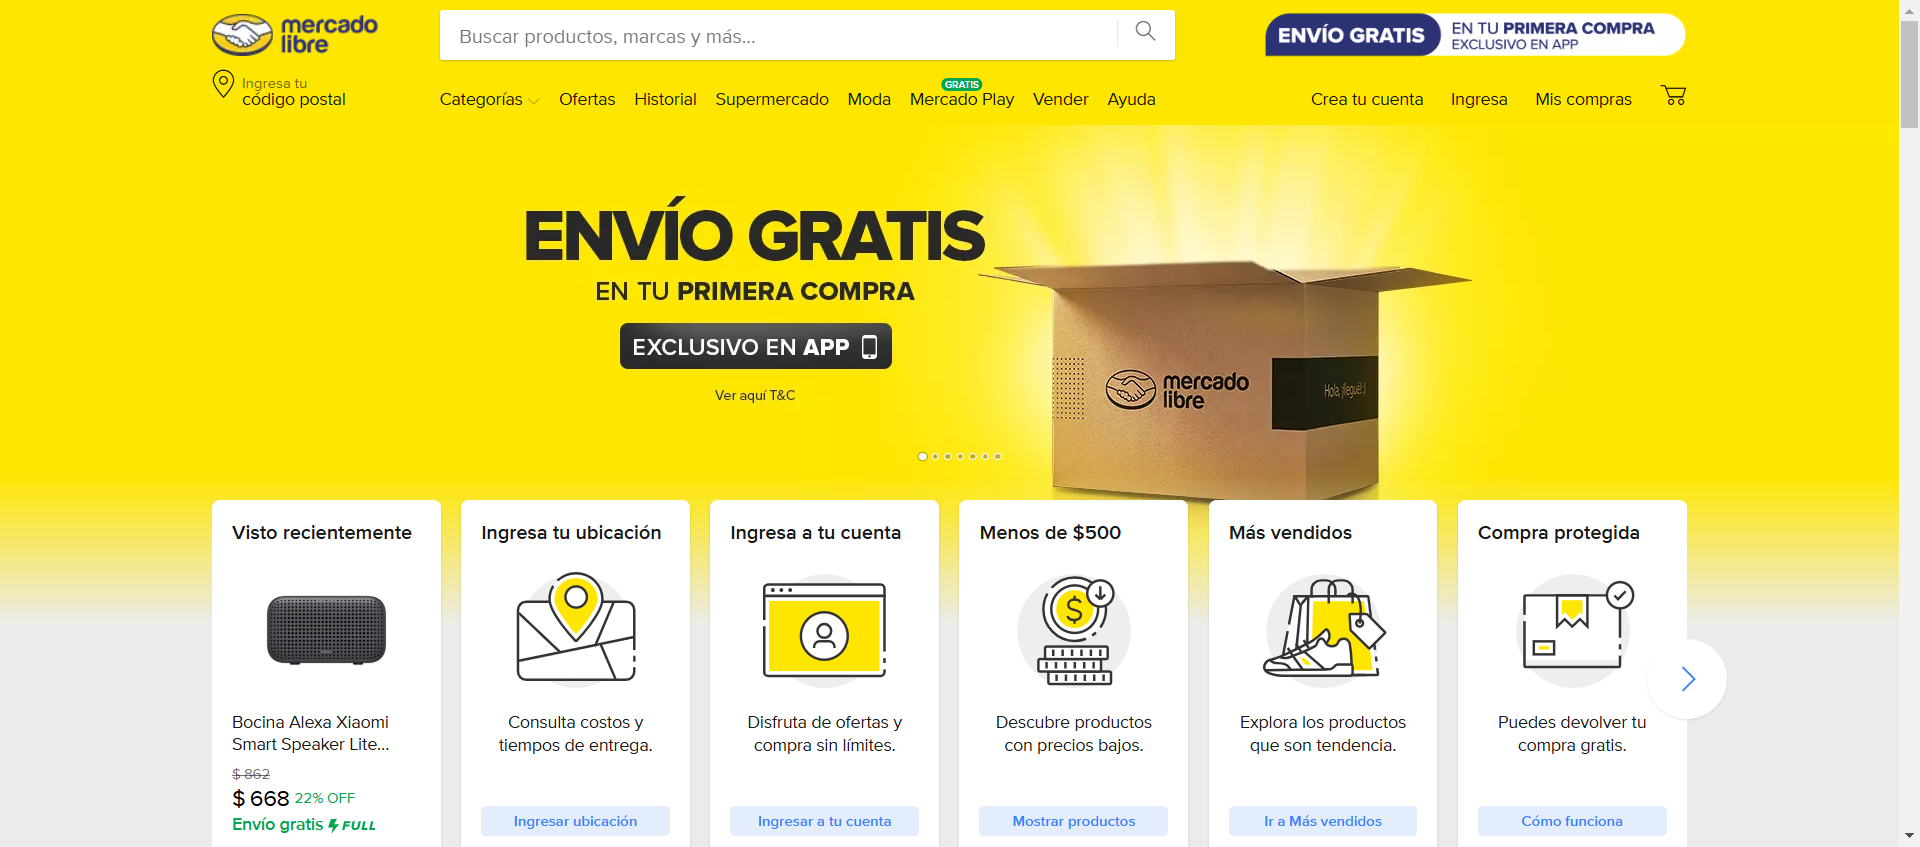 mercado
libre
Buscar productos, marcas y más...
ENVÍO GRATIS
EN TU PRIMERA COMPRA
EXCLUSIVO EN APP
Ingresa tu
código postal
Categorías
Ofertas
Historial
Supermercado
Moda
GRATIS
Mercado Play
Vender
Ayuda
Crea tu cuenta
Ingresa
Mis compras
ENVÍO GRATIS
EN TU PRIMERA COMPRA
EXCLUSIVO EN APP
Ver aquí T&C
mercado
libre
Hola, ¡llegué! :)
Visto recientemente
Bocina Alexa Xiaomi
Smart Speaker Lite...
$ 862
$ 668 22% OFF
Envío gratis FULL
Ingresa tu ubicación
Consulta costos y
tiempos de entrega.
Ingresar ubicación
Ingresa a tu cuenta
Disfruta de ofertas y
compra sin límites.
Ingresar a tu cuenta
Menos de $500
$
Descubre productos
con precios bajos.
Mostrar productos
Más vendidos
Explora los productos
que son tendencia.
Ir a Más vendidos
Compra protegida
Puedes devolver tu
compra gratis.
Cómo funciona